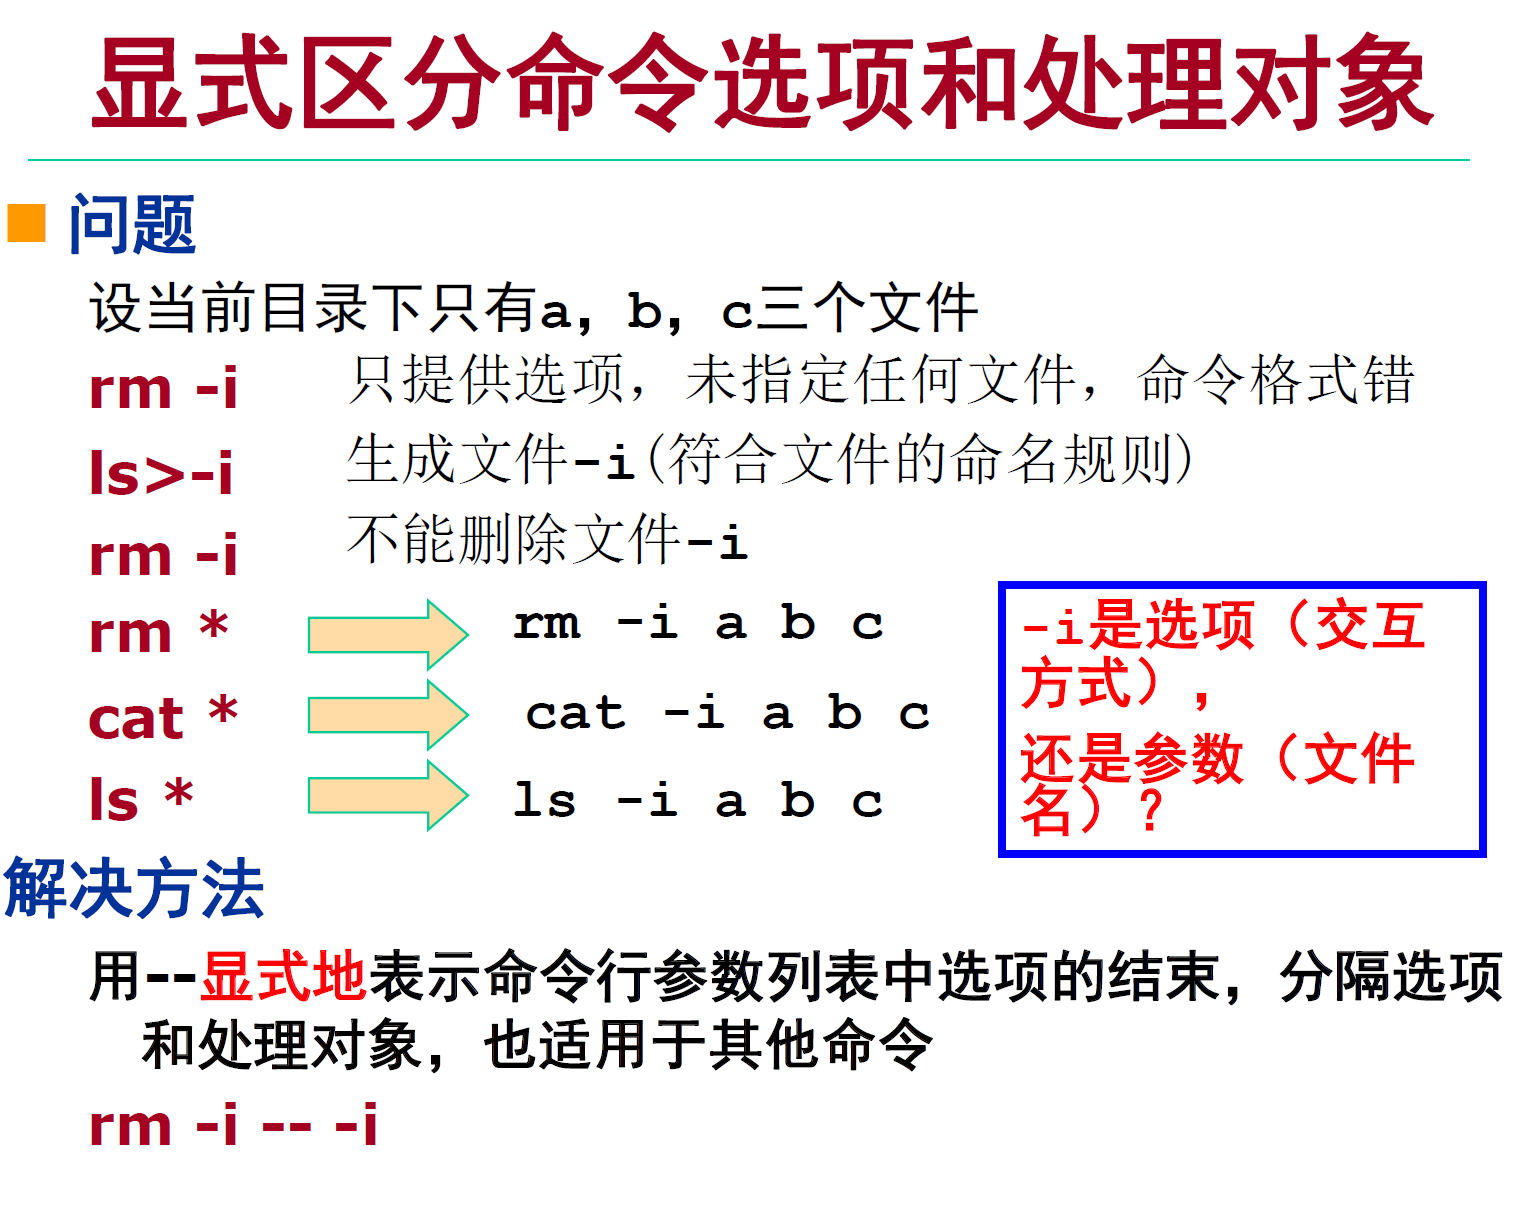 显式区分命令选项和处理对象
问题
设当前目录下只有a，b，c三个文件
rm -i 只提供选项，未指定任何文件，命令格式错
ls>-i 生成文件-i(符合文件的命名规则)
rm -i 不能删除文件-i
rm * rm -i a b c
cat * cat -i a b c
ls * ls -i a b c
-i是选项（交互
方式），
还是参数（文件
名）？
解决方法
用--显式地表示命令行参数列表中选项的结束，分隔选项
和处理对象，也适用于其他命令
rm -i -- -i